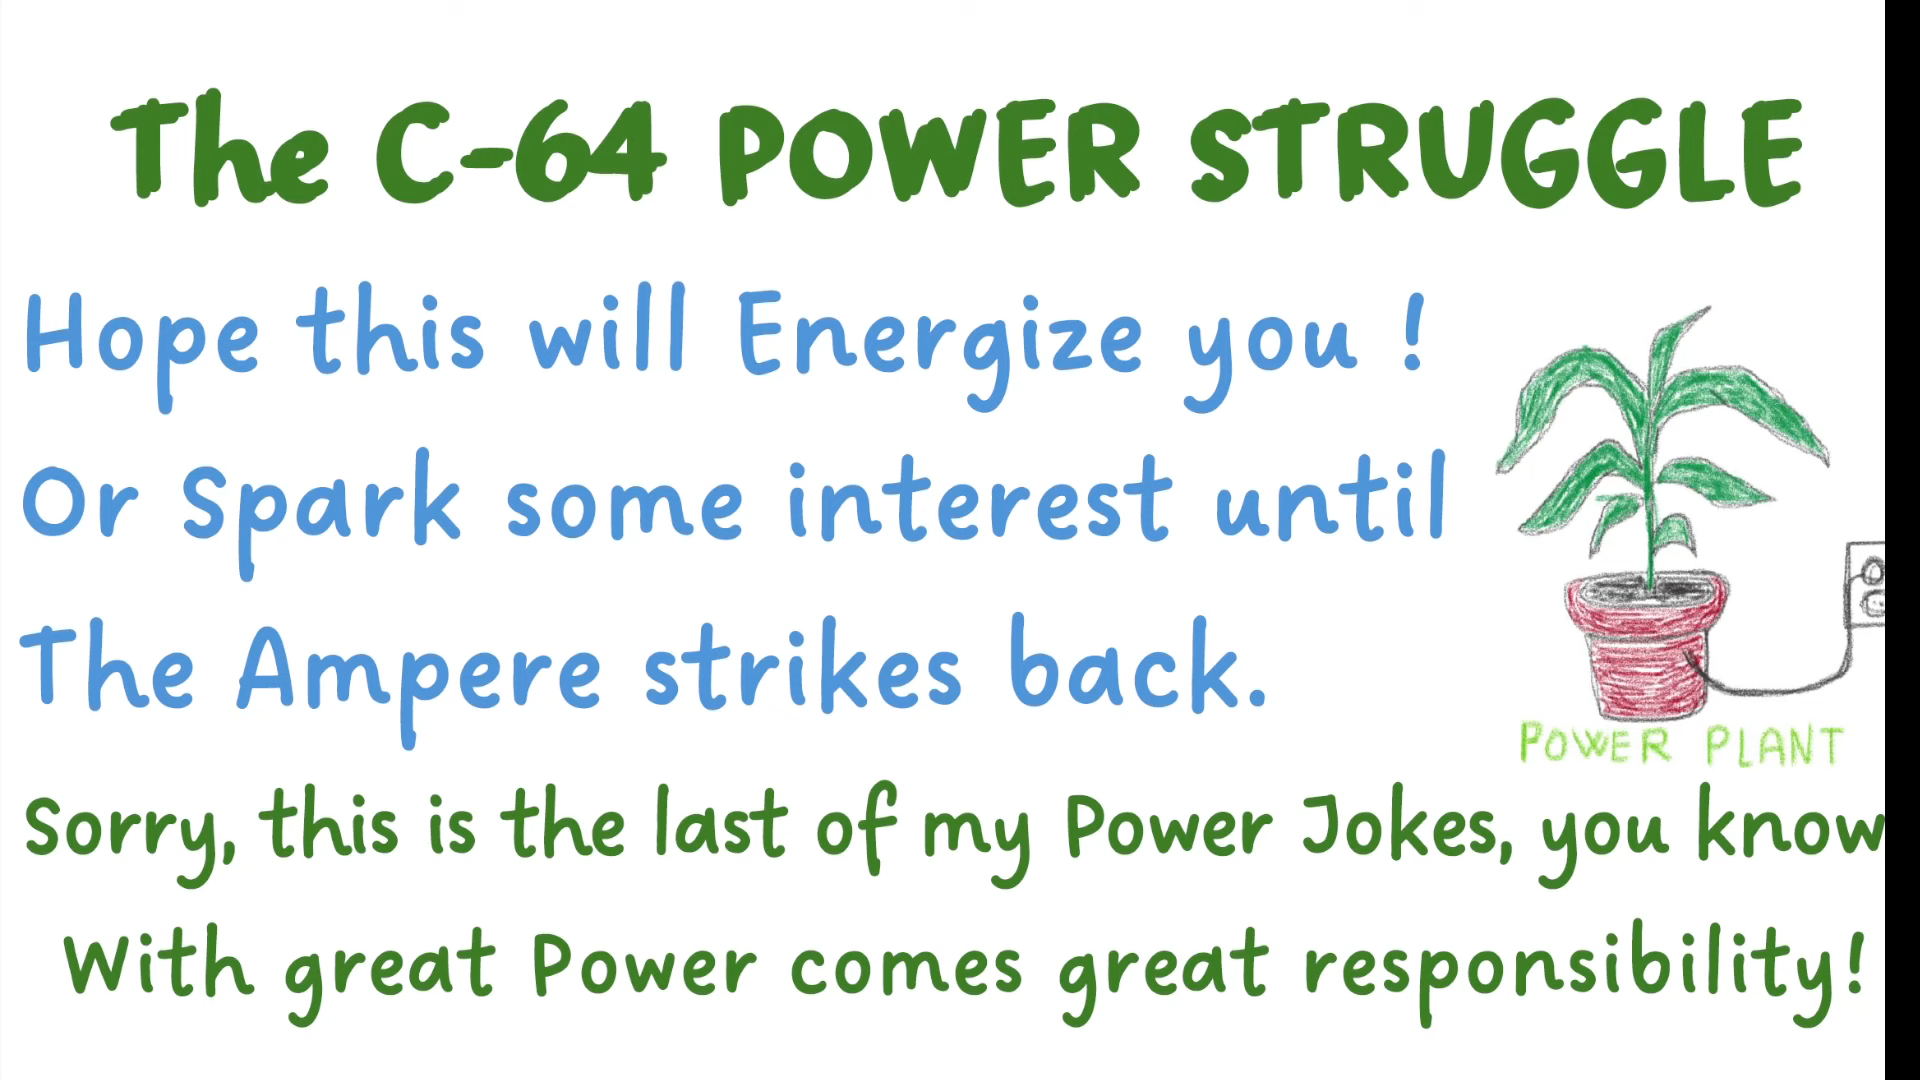 The C-64 POWER STRUGGLE
Hope this will Energize you !
Or Spark some interest until
The Ampere strikes back.
POWER PLANT
Sorry, this is the last of my Power Jokes, you know
With great Power comes great responsibility!